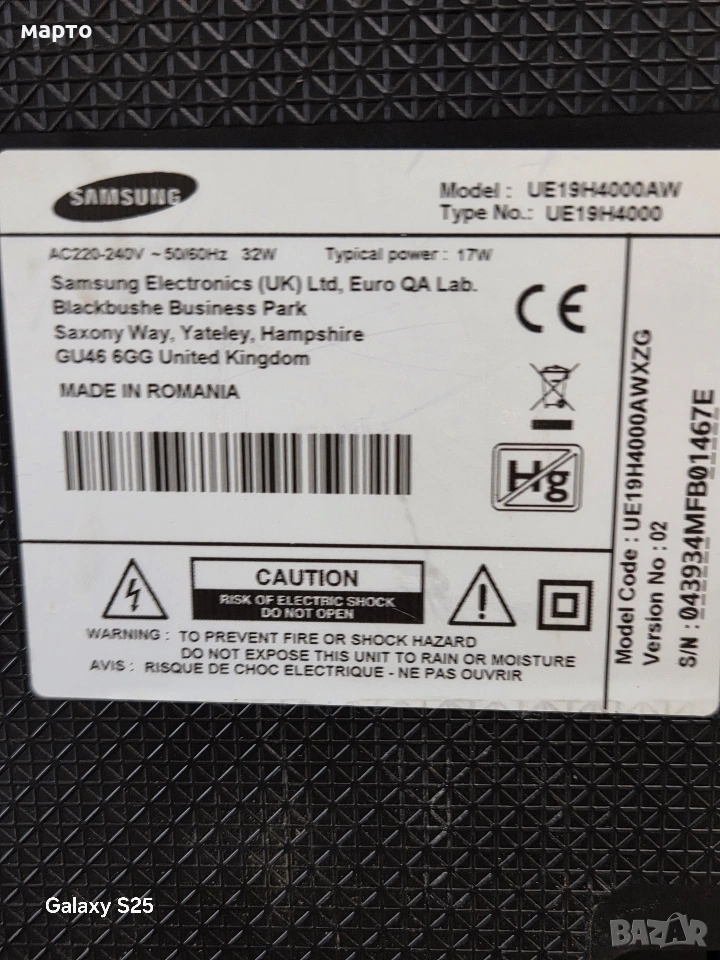 марто
SAMSUNG
Model : UE19H4000AW
Type No.: UE19H4000
AC220-240V ~ 50/60Hz 32W Typical power : 17W
Samsung Electronics (UK) Ltd, Euro QA Lab.
Blackbushe Business Park
Saxony Way, Yateley, Hampshire
GU46 6GG United Kingdom
MADE IN ROMANIA
CE
Hg
CAUTION
RISK OF ELECTRIC SHOCK
DO NOT OPEN
WARNING : TO PREVENT FIRE OR SHOCK HAZARD
DO NOT EXPOSE THIS UNIT TO RAIN OR MOISTURE
AVIS : RISQUE DE CHOC ELECTRIQUE - NE PAS OUVRIR
Model Code : UE19H4000AWXZG
Version No : 02
S/N : 043934MFB01467E
Galaxy S25
BAZAR